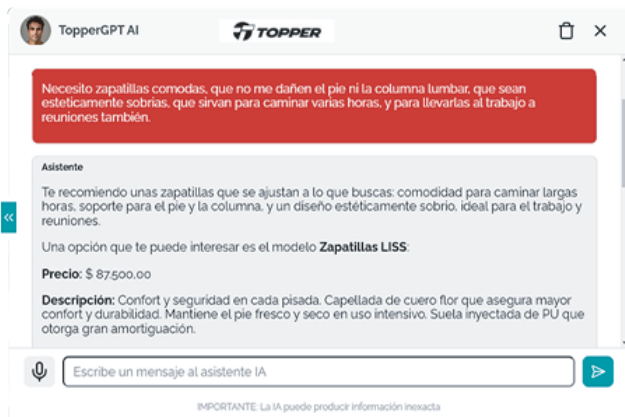 TopperGPT AI
TOPPER
Necesito zapatillas comodas, que no me dañen el pie ni la columna lumbar, que sean
esteticamente sobrias, que sirvan para caminar varias horas, y para llevarlas al trabajo a
reuniones también.
Asistente
Te recomiendo unas zapatillas que se ajustan a lo que buscas: comodidad para caminar largas
horas, soporte para el pie y la columna, y un diseño estéticamente sobrio, ideal para el trabajo y
reuniones.
Una opción que te puede interesar es el modelo Zapatillas LISS:
Precio: $ 87.500,00
Descripción: Confort y seguridad en cada pisada. Capellada de cuero flor que asegura mayor
confort y durabilidad. Mantiene el pie fresco y seco en uso intensivo. Suela inyectada de PU que
otorga gran amortiguación.
Escribe un mensaje al asistente IA
IMPORTANTE: La IA puede producir información inexacta